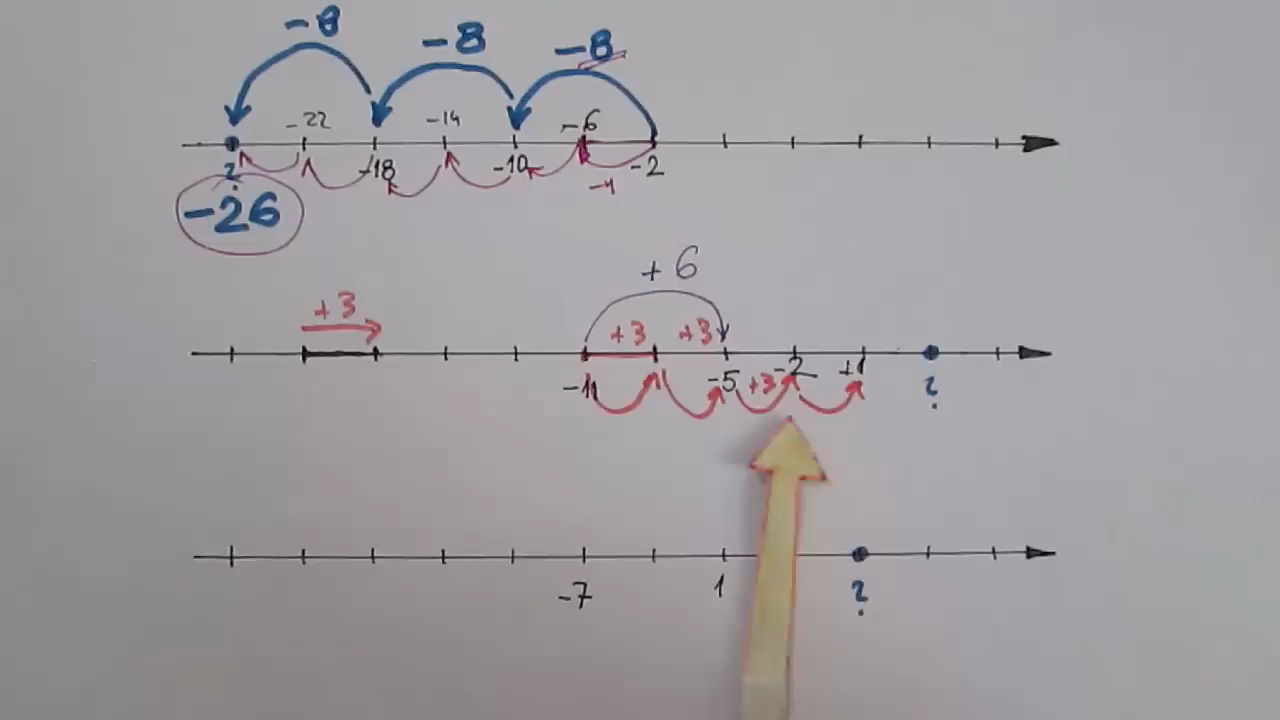 -8 -8 -8
-22 -14 -6
? -18 -10 -2
-4
-26
+6
+3 +3 +3
-11 -5 +3 -2 +1 ?
-7 1 ?